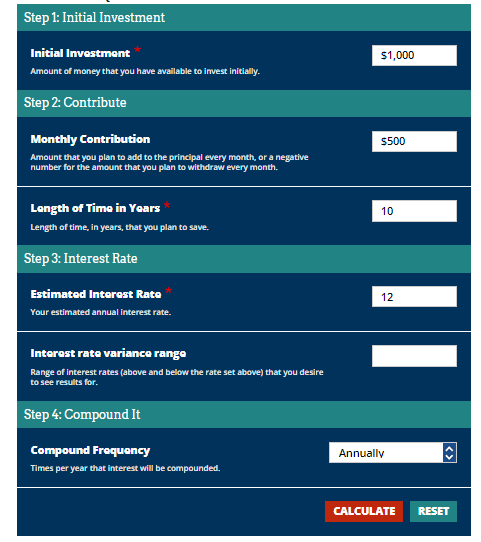 Step 1: Initial Investment
Initial Investment *
$1,000
Amount of money that you have available to invest initially.
Step 2: Contribute
Monthly Contribution
$500
Amount that you plan to add to the principal every month, or a negative
number for the amount that you plan to withdraw every month.
Length of Time in Years *
10
Length of time, in years, that you plan to save.
Step 3: Interest Rate
Estimated Interest Rate *
12
Your estimated annual interest rate.
Interest rate variance range
Range of interest rates (above and below the rate set above) that you desire
to see results for.
Step 4: Compound It
Compound Frequency
Annually
Times per year that interest will be compounded.
CALCULATE
RESET